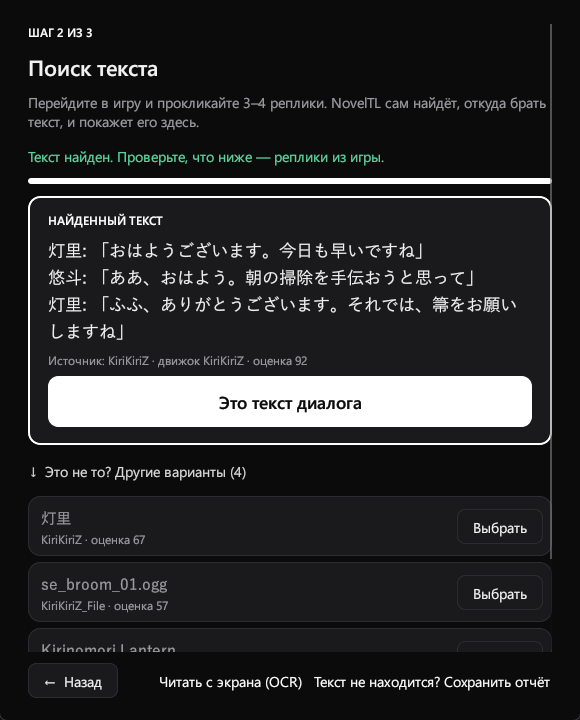 ШАГ 2 ИЗ 3
Поиск текста
Перейдите в игру и прокликайте 3–4 реплики. NovelTL сам найдёт, откуда брать
текст, и покажет его здесь.
Текст найден. Проверьте, что ниже — реплики из игры.
НАЙДЕННЫЙ ТЕКСТ
灯里: 「おはようございます。今日も早いですね」
悠斗: 「ああ、おはよう。朝の掃除を手伝おうと思って」
灯里: 「ふふ、ありがとうございます。それでは、箒をお願い
しますね」
Источник: KiriKiriZ · движок KiriKiriZ · оценка 92
Это текст диалога
↓ Это не то? Другие варианты (4)
灯里
KiriKiriZ · оценка 67
Выбрать
se_broom_01.ogg
KiriKiriZ_File · оценка 57
Выбрать
Kirinomori Lantern
← Назад
Читать с экрана (OCR)
Текст не находится? Сохранить отчёт